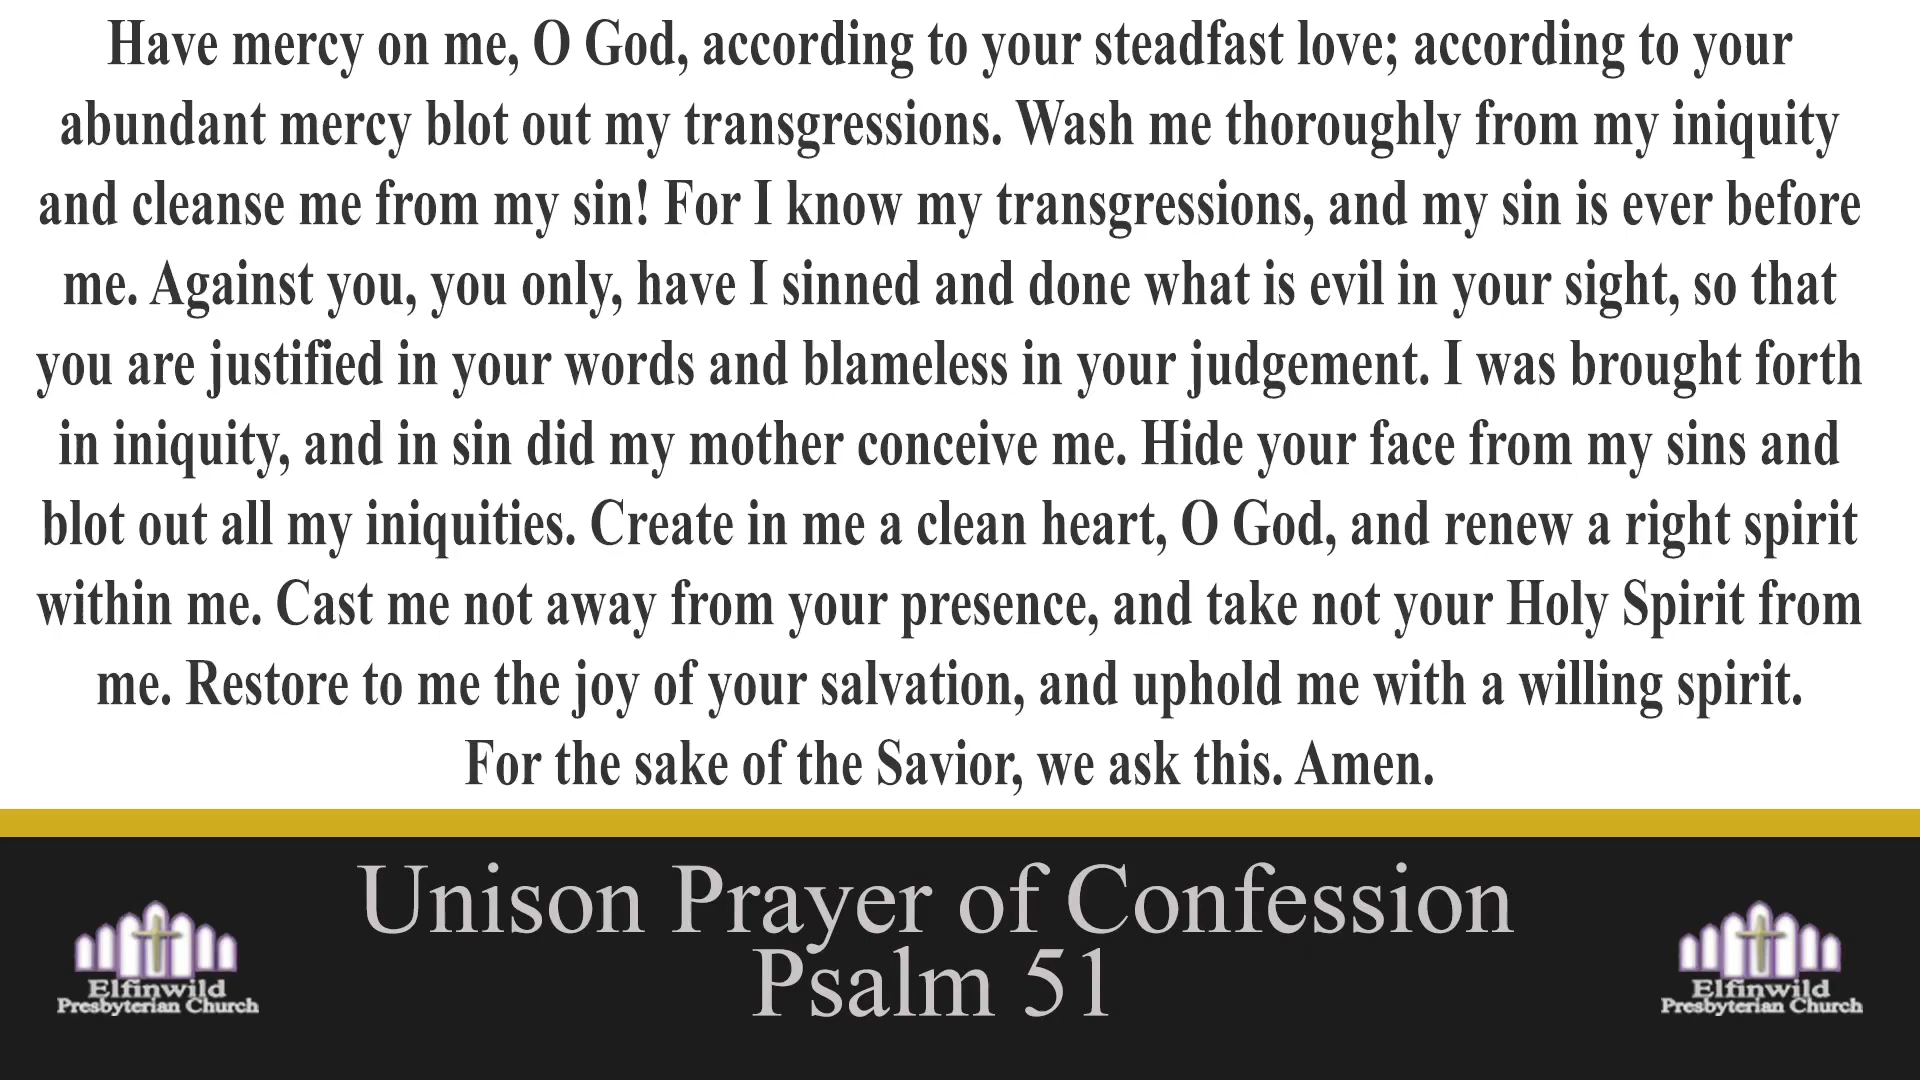 Have mercy on me, O God, according to your steadfast love; according to your
abundant mercy blot out my transgressions. Wash me thoroughly from my iniquity
and cleanse me from my sin! For I know my transgressions, and my sin is ever before
me. Against you, you only, have I sinned and done what is evil in your sight, so that
you are justified in your words and blameless in your judgement. I was brought forth
in iniquity, and in sin did my mother conceive me. Hide your face from my sins and
blot out all my iniquities. Create in me a clean heart, O God, and renew a right spirit
within me. Cast me not away from your presence, and take not your Holy Spirit from
me. Restore to me the joy of your salvation, and uphold me with a willing spirit.
For the sake of the Savior, we ask this. Amen.
Unison Prayer of Confession
Psalm 51
Elfinwild
Presbyterian Church
Elfinwild
Presbyterian Church